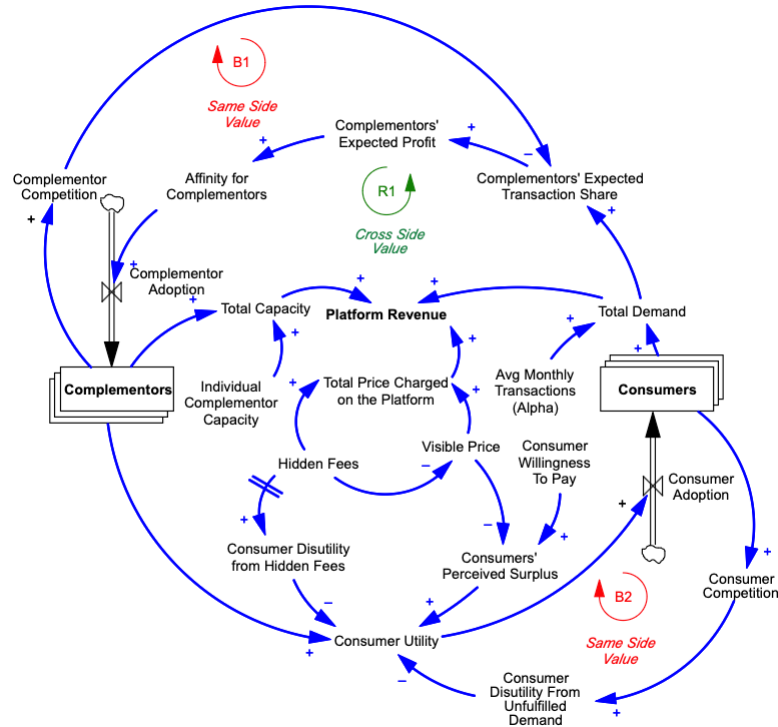 B1
Same Side
Value
Complementors'
Expected Profit
Complementor
Competition
Affinity for
Complementors
R1
Complementors' Expected
Transaction Share
Cross Side
Value
Complementor
Adoption
Total Capacity
Platform Revenue
Total Demand
Complementors
Individual
Complementor
Capacity
Total Price Charged
on the Platform
Avg Monthly
Transactions
(Alpha)
Consumers
Hidden Fees
Visible Price
Consumer
Willingness
To Pay
Consumer
Adoption
Consumer Disutility
from Hidden Fees
Consumers'
Perceived Surplus
B2
Consumer
Competition
Same Side
Value
Consumer Utility
Consumer
Disutility From
Unfulfilled
Demand